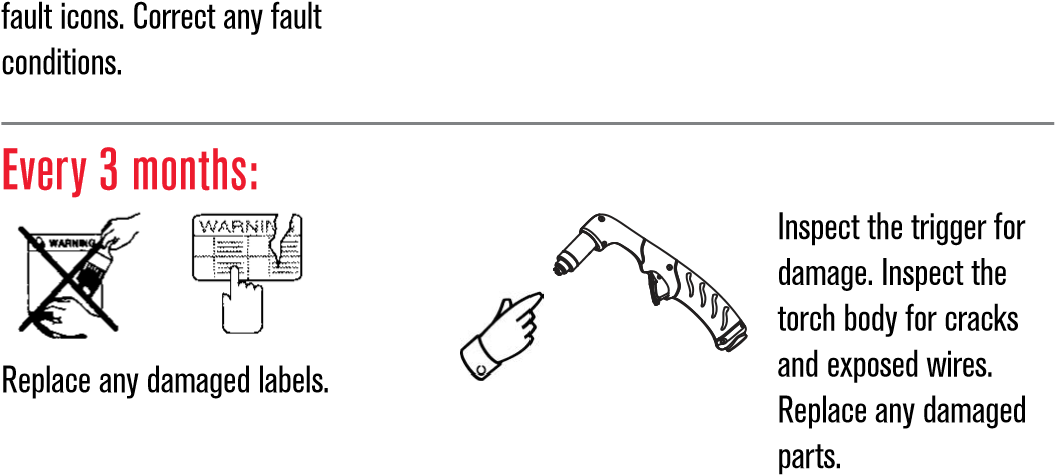 fault icons. Correct any fault
conditions.
Every 3 months:
WARNING
WARNING
Replace any damaged labels.
Inspect the trigger for
damage. Inspect the
torch body for cracks
and exposed wires.
Replace any damaged
parts.